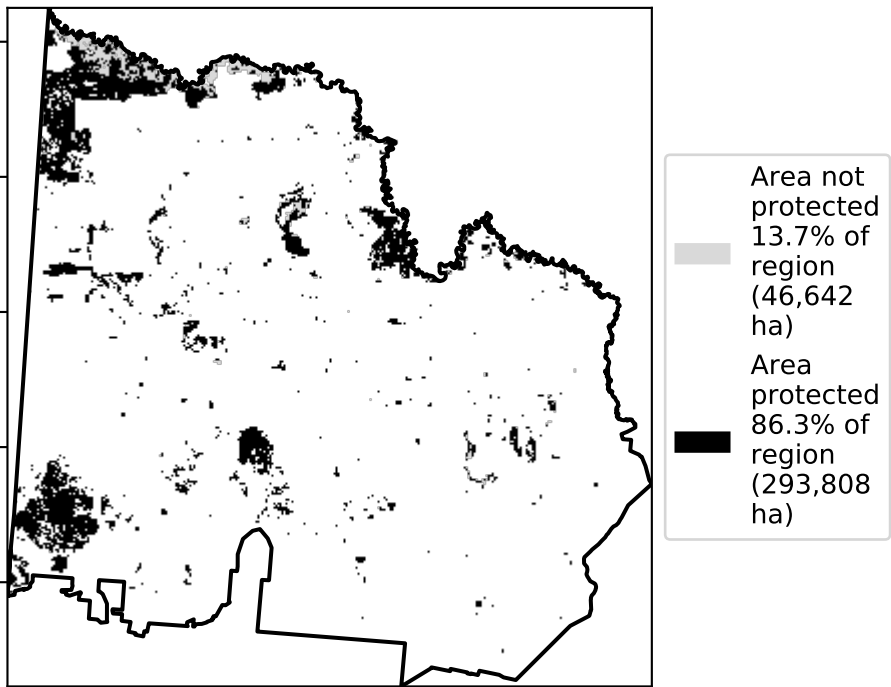 Area not
protected
13.7% of
region
(46,642
ha)
Area
protected
86.3% of
region
(293,808
ha)